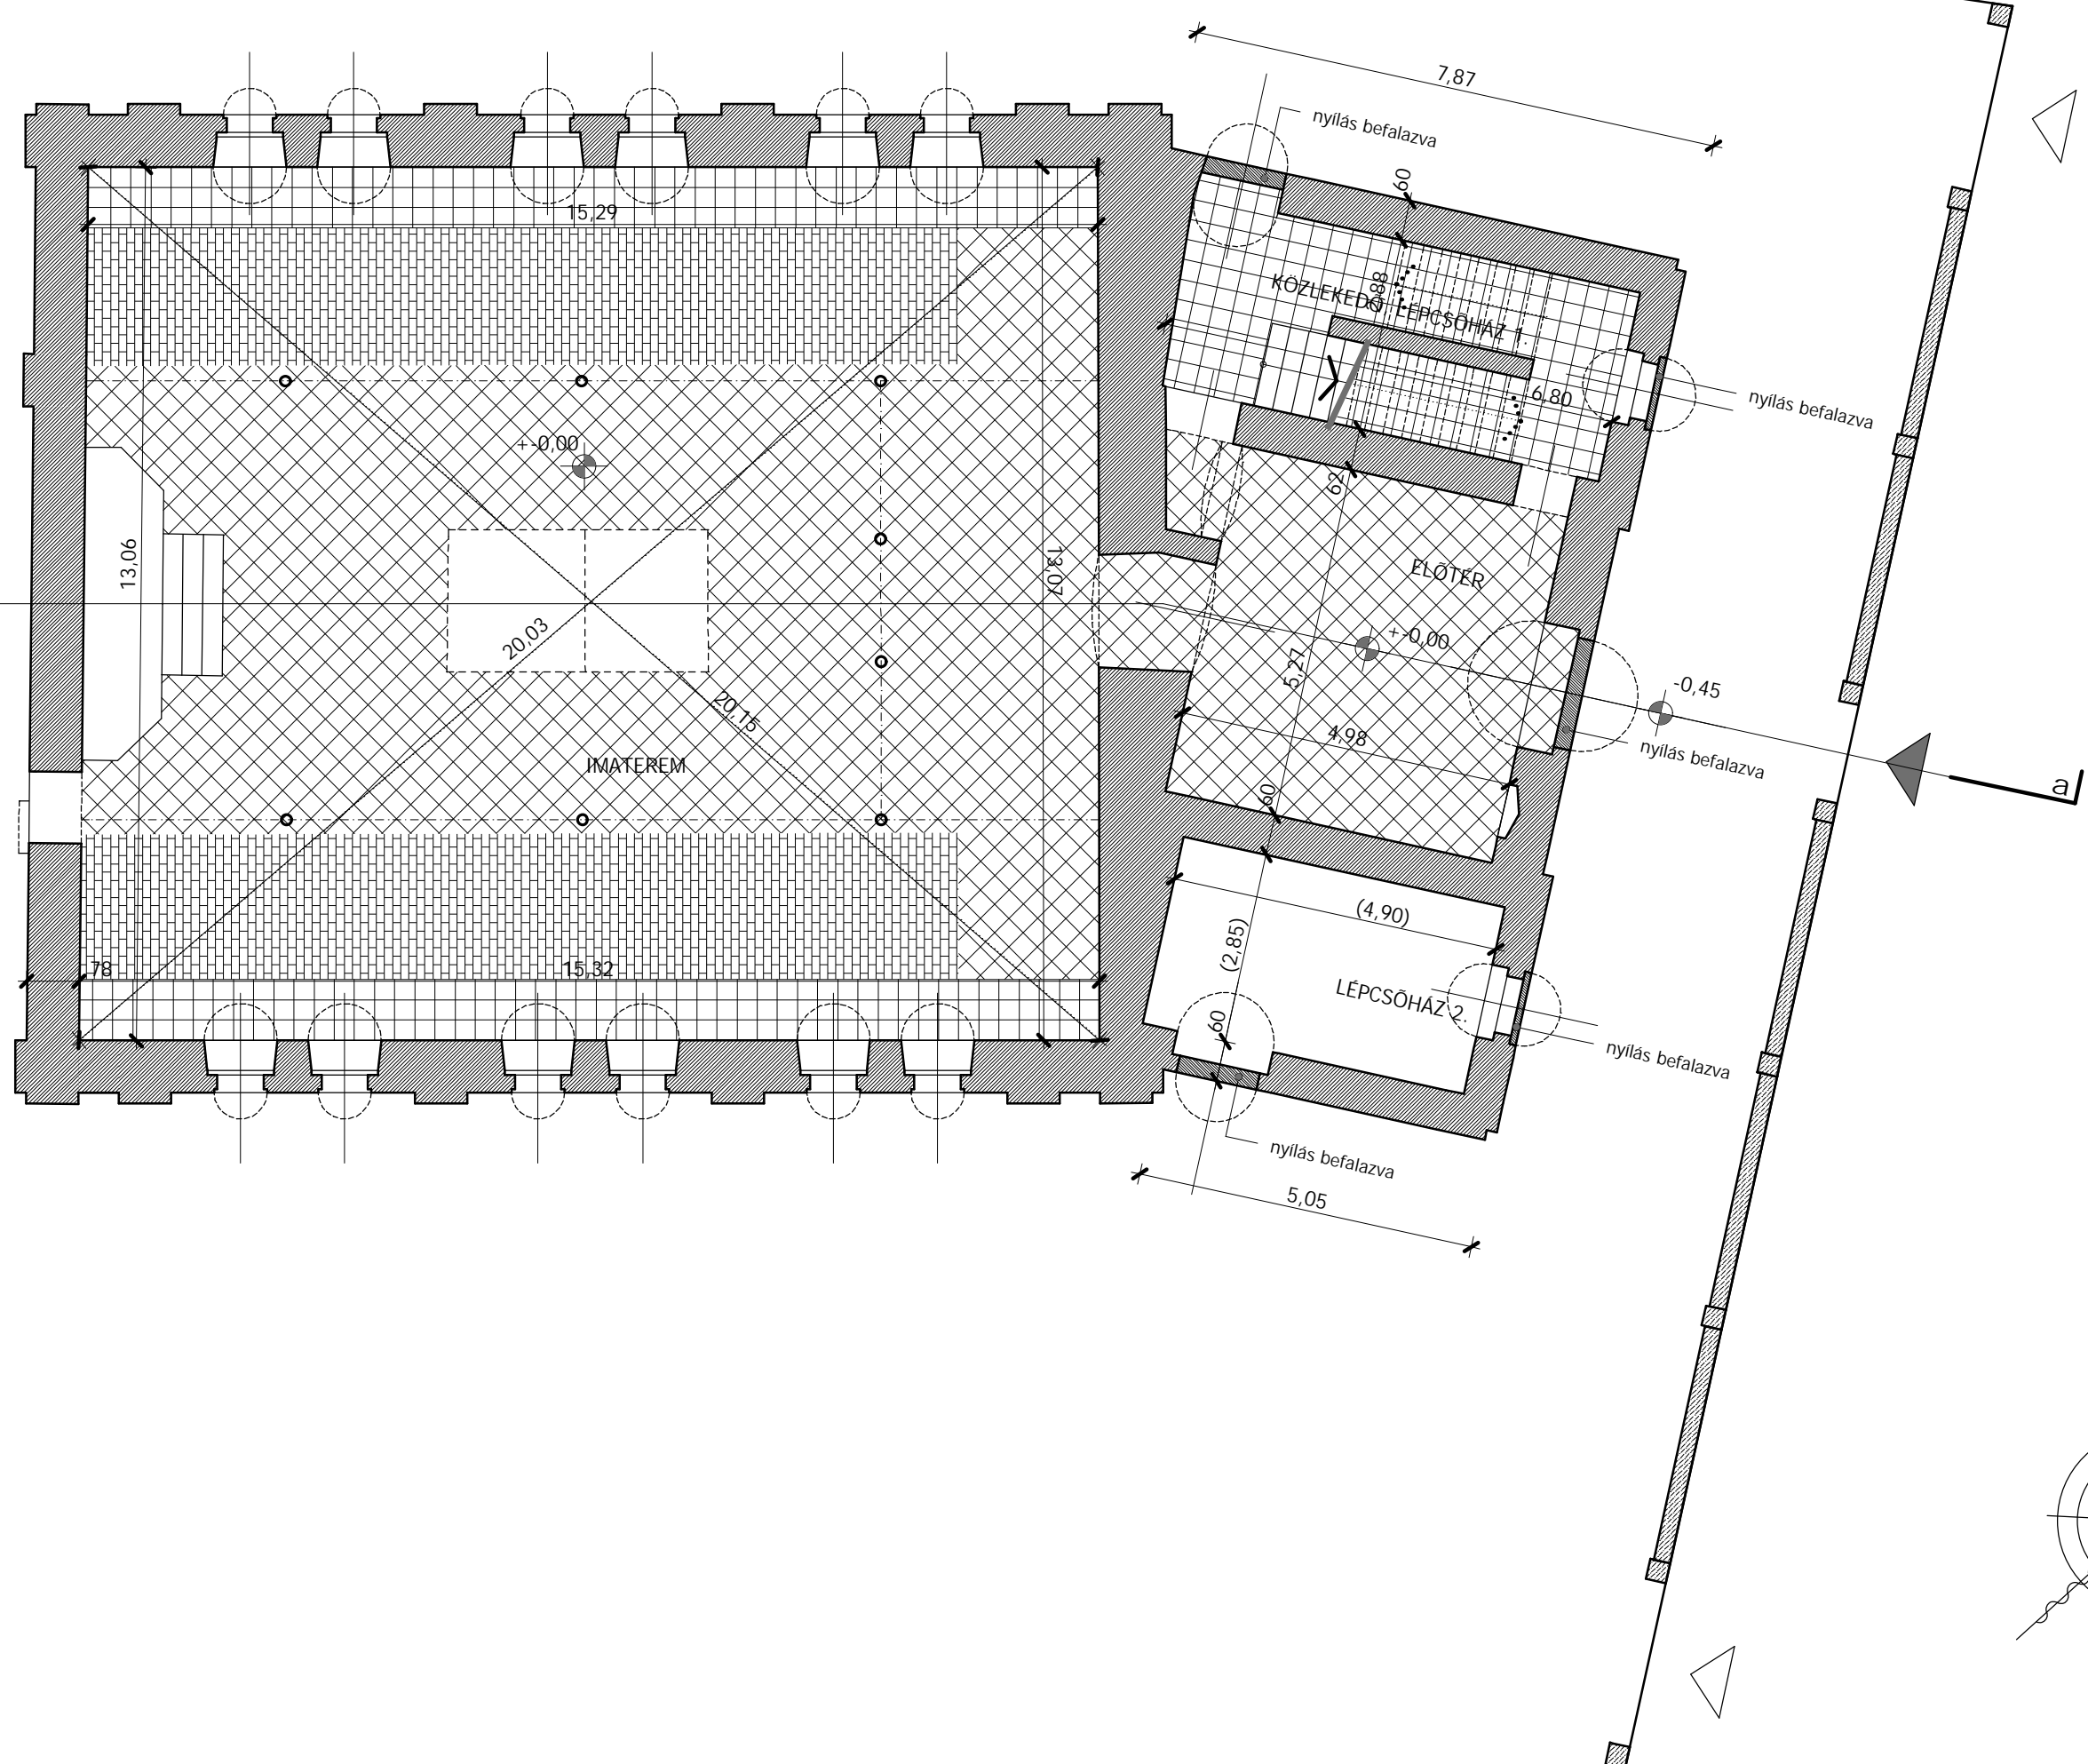 7,87
nyílás befalazva
60
15,29
KÖZLEKEDŐ
LÉPCSŐHÁZ 1.
6,80
nyílás befalazva
+-0,00
62
13,06
13,07
ELŐTÉR
20,03
+-0,00
5,27
-0,45
20,15
4,98
nyílás befalazva
IMATEREM
a
60
(4,90)
(2,85)
78
15,32
LÉPCSŐHÁZ 2.
60
nyílás befalazva
nyílás befalazva
5,05